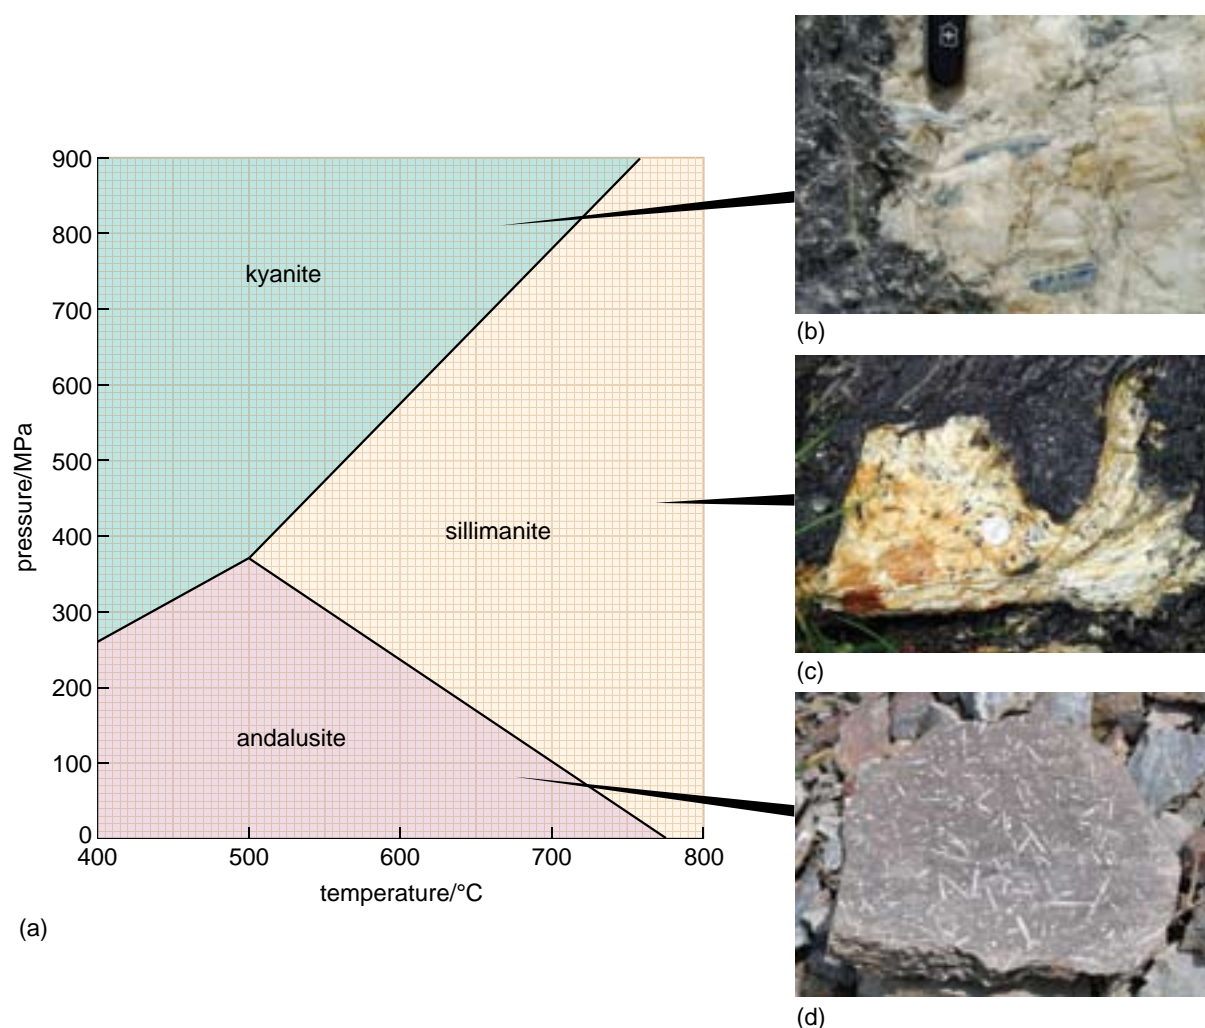 900
800
700
600
500
400
300
200
100
0
pressure/MPa
kyanite
sillimanite
andalusite
400 500 600 700 800
temperature/°C
(a)
(b)
(c)
(d)